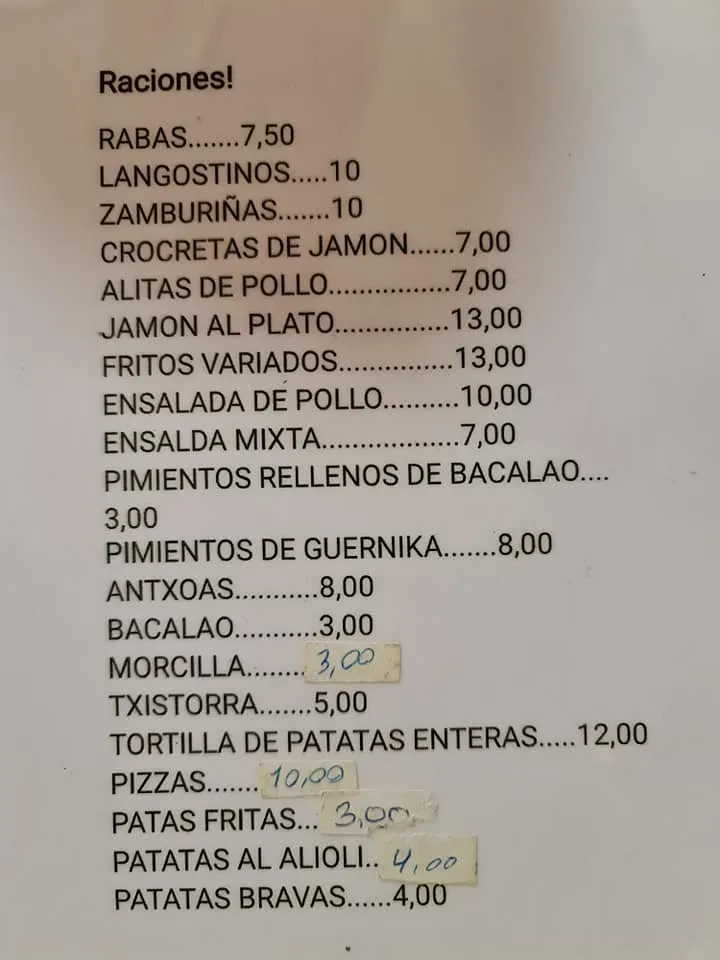 Raciones!
RABAS.......7,50
LANGOSTINOS.....10
ZAMBURIÑAS.......10
CROCRETAS DE JAMON......7,00
ALITAS DE POLLO................7,00
JAMON AL PLATO...............13,00
FRITOS VARIADOS...............13,00
ENSALADA DE POLLO..........10,00
ENSALDA MIXTA..................7,00
PIMIENTOS RELLENOS DE BACALAO....
3,00
PIMIENTOS DE GUERNIKA.......8,00
ANTXOAS...........8,00
BACALAO...........3,00
MORCILLA........ 3,00
TXISTORRA.......5,00
TORTILLA DE PATATAS ENTERAS.....12,00
PIZZAS....... 10,00
PATAS FRITAS... 3,00
PATATAS AL ALIOLI.. 4,00
PATATAS BRAVAS......4,00